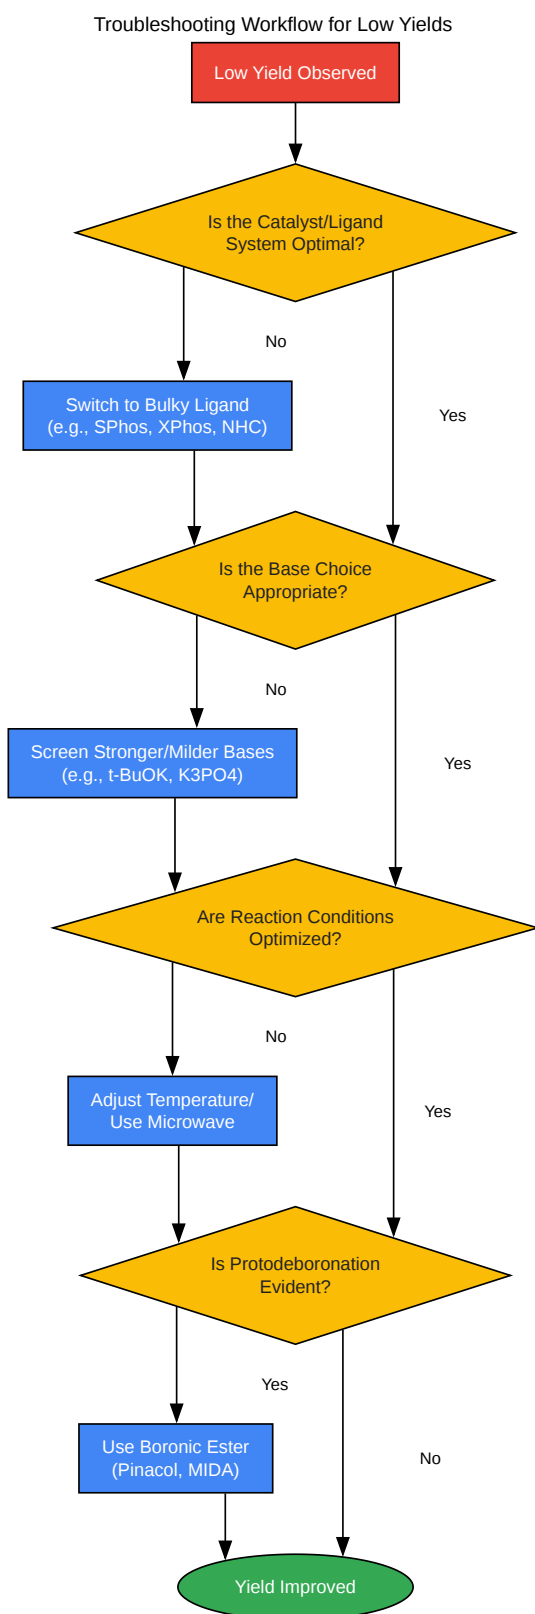 Troubleshooting Workflow for Low Yields
Low Yield Observed
Is the Catalyst/Ligand
System Optimal?
No
Switch to Bulky Ligand
(e.g., SPhos, XPhos, NHC)
Yes
Is the Base Choice
Appropriate?
No
Screen Stronger/Milder Bases
(e.g., t-BuOK, K3PO4)
Yes
Are Reaction Conditions
Optimized?
No
Adjust Temperature/
Use Microwave
Yes
Is Protodeboronation
Evident?
Yes
Use Boronic Ester
(Pinacol, MIDA)
No
Yield Improved